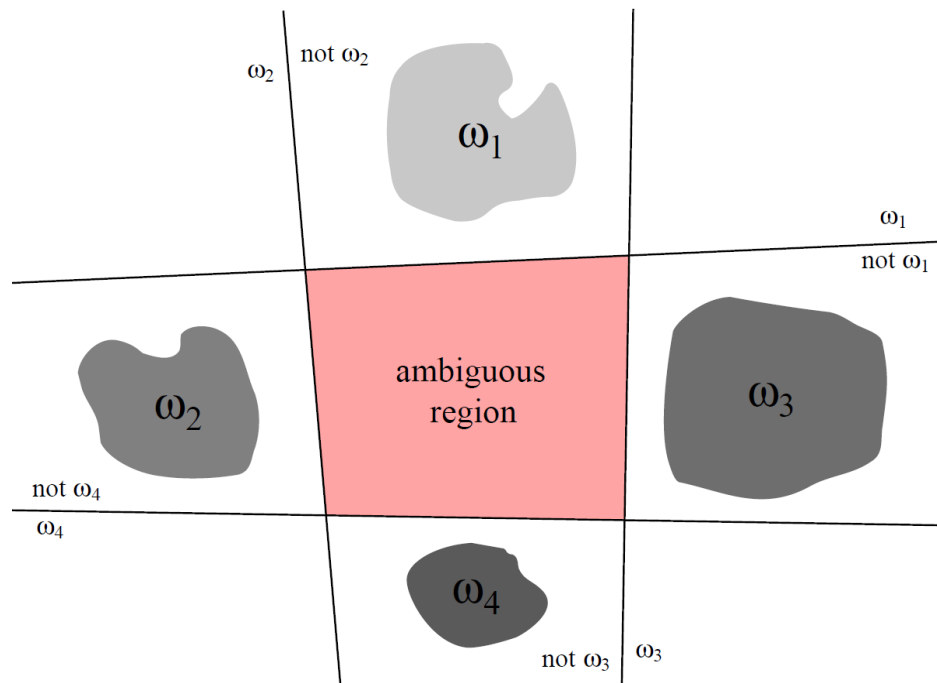 not ω₂
ω₂
ω₁
ω₁
not ω₁
ambiguous
region
ω₂
ω₃
not ω₄
ω₄
ω₄
not ω₃
ω₃